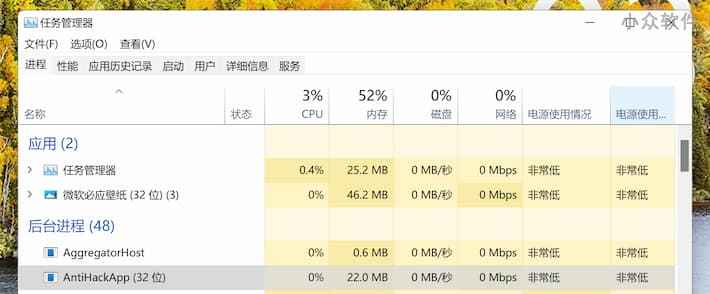 小众软件
任务管理器
文件(F) 选项(O) 查看(V)
进程 性能 应用历史记录 启动 用户 详细信息 服务
3% 52% 0% 0%
名称 状态 CPU 内存 磁盘 网络 电源使用情况 电源使用...
应用 (2)
任务管理器 0.4% 25.2 MB 0 MB/秒 0 Mbps 非常低 非常低
微软必应壁纸 (32 位) (3) 0% 46.2 MB 0 MB/秒 0 Mbps 非常低 非常低
后台进程 (48)
AggregatorHost 0% 0.6 MB 0 MB/秒 0 Mbps 非常低 非常低
AntiHackApp (32 位) 0% 22.0 MB 0 MB/秒 0 Mbps 非常低 非常低